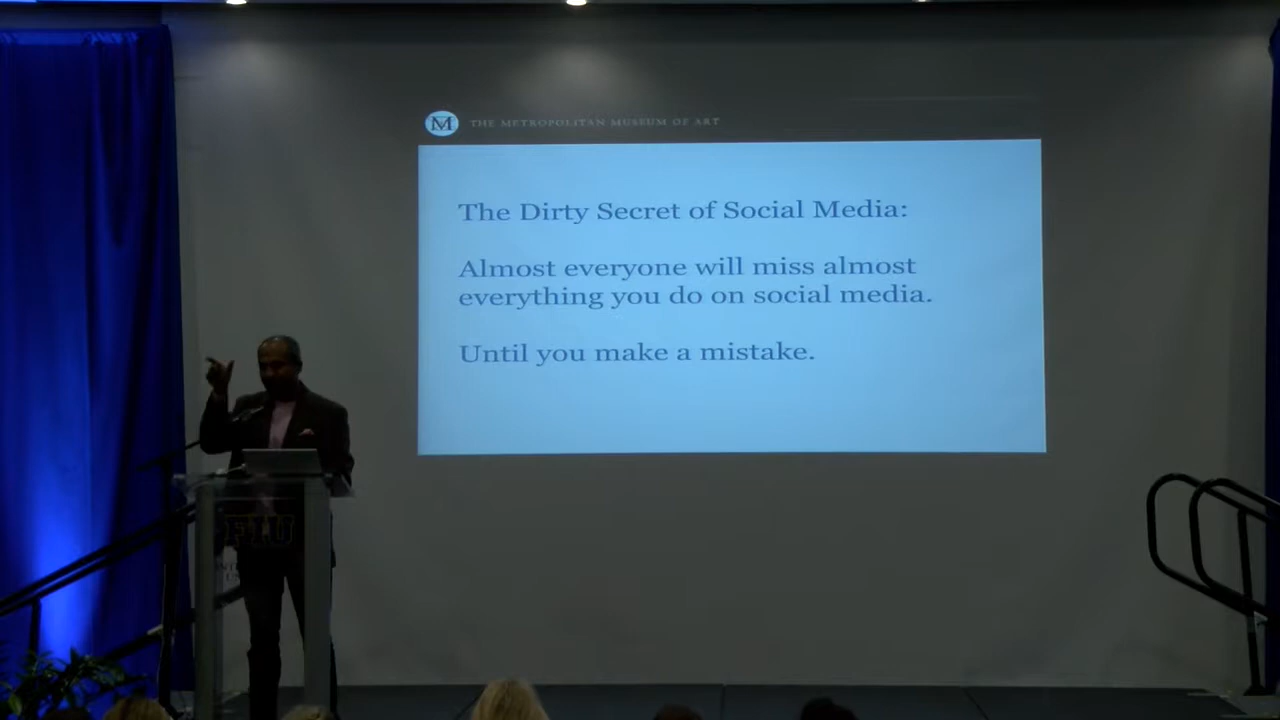 M THE METROPOLITAN MUSEUM OF ART
The Dirty Secret of Social Media:
Almost everyone will miss almost
everything you do on social media.
Until you make a mistake.
FIU